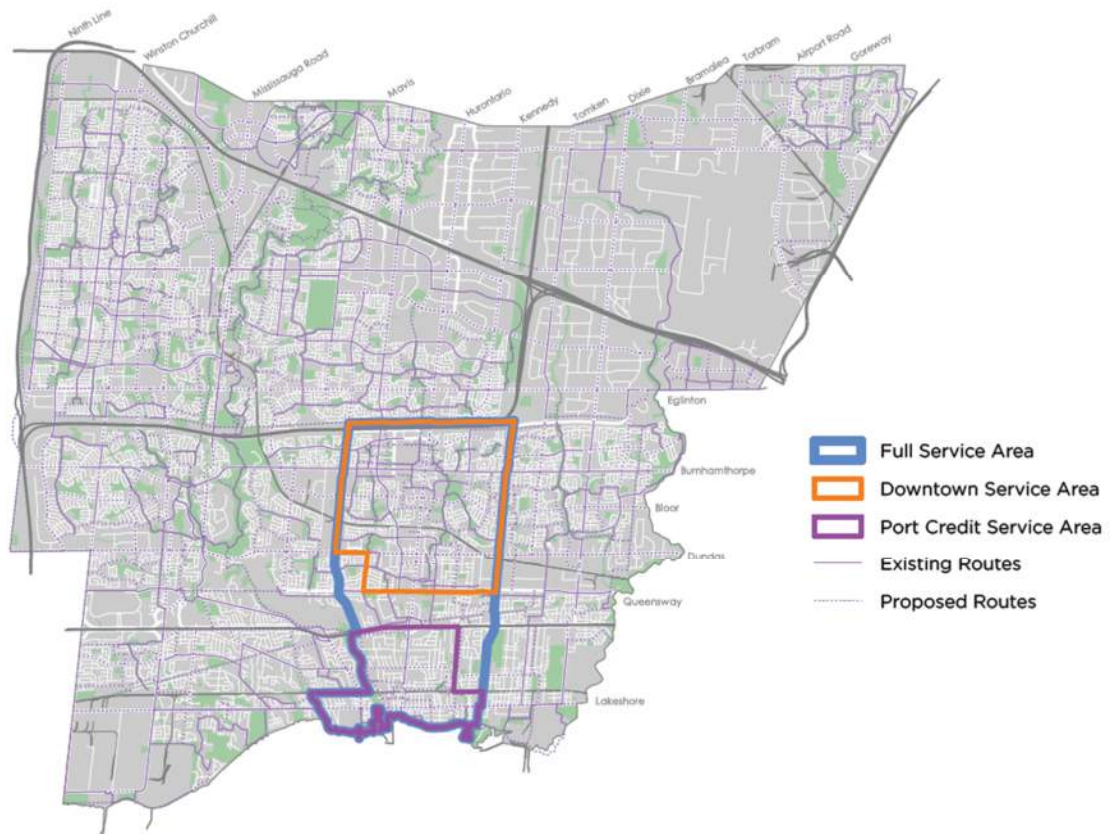 Ninth Line
Winston Churchill
Mississauga Road
Mavis
Hurontario
Kennedy
Tomken
Dixie
Bramalea
Torbram
Airport Road
Goreway
Eglinton
Burnhamthorpe
Bloor
Dundas
Queensway
Lakeshore
Full Service Area
Downtown Service Area
Port Credit Service Area
Existing Routes
Proposed Routes